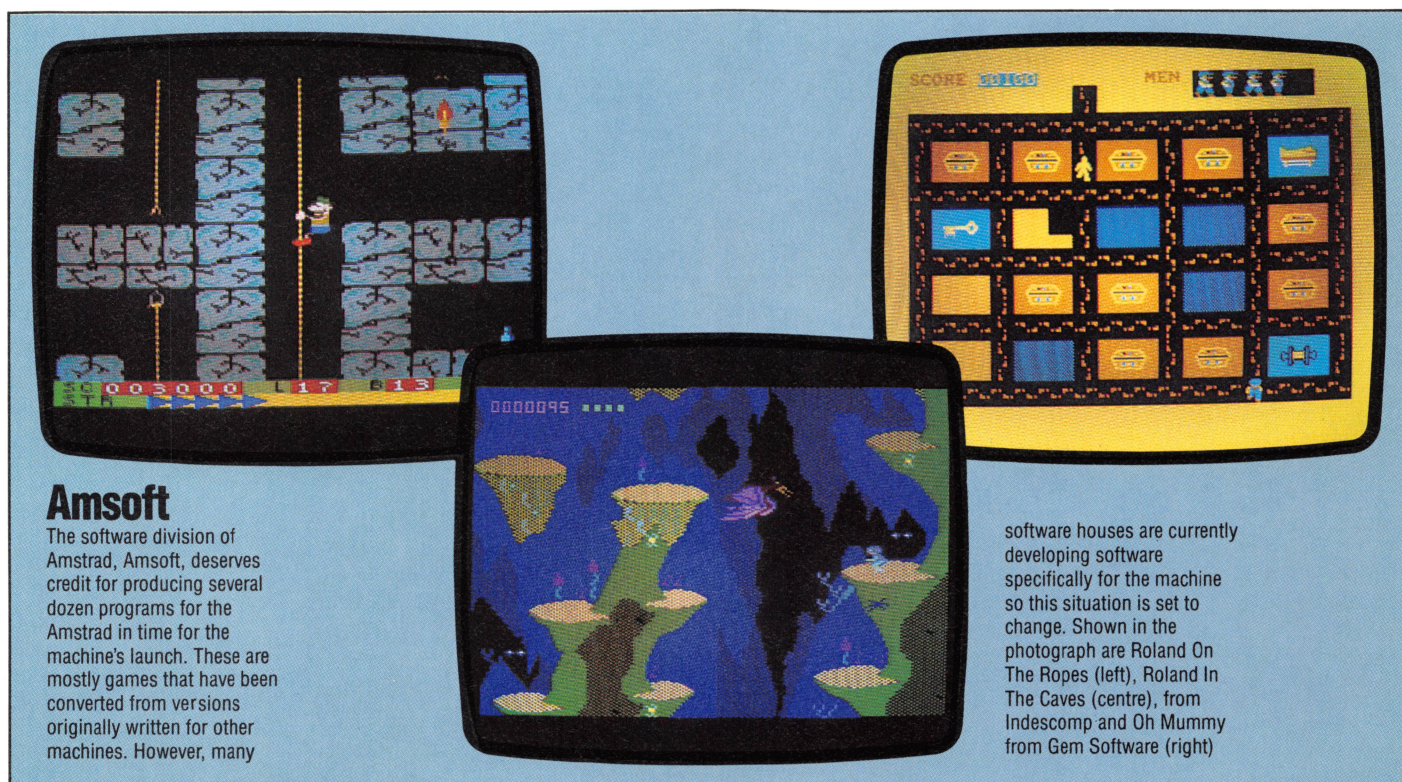 SC 003000 L 17 B 13
STR
0000095
SCORE 00100 MEN
Amsoft
The software division of
Amstrad, Amsoft, deserves
credit for producing several
dozen programs for the
Amstrad in time for the
machine's launch. These are
mostly games that have been
converted from versions
originally written for other
machines. However, many
software houses are currently
developing software
specifically for the machine
so this situation is set to
change. Shown in the
photograph are Roland On
The Ropes (left), Roland In
The Caves (centre), from
Indescomp and Oh Mummy
from Gem Software (right)